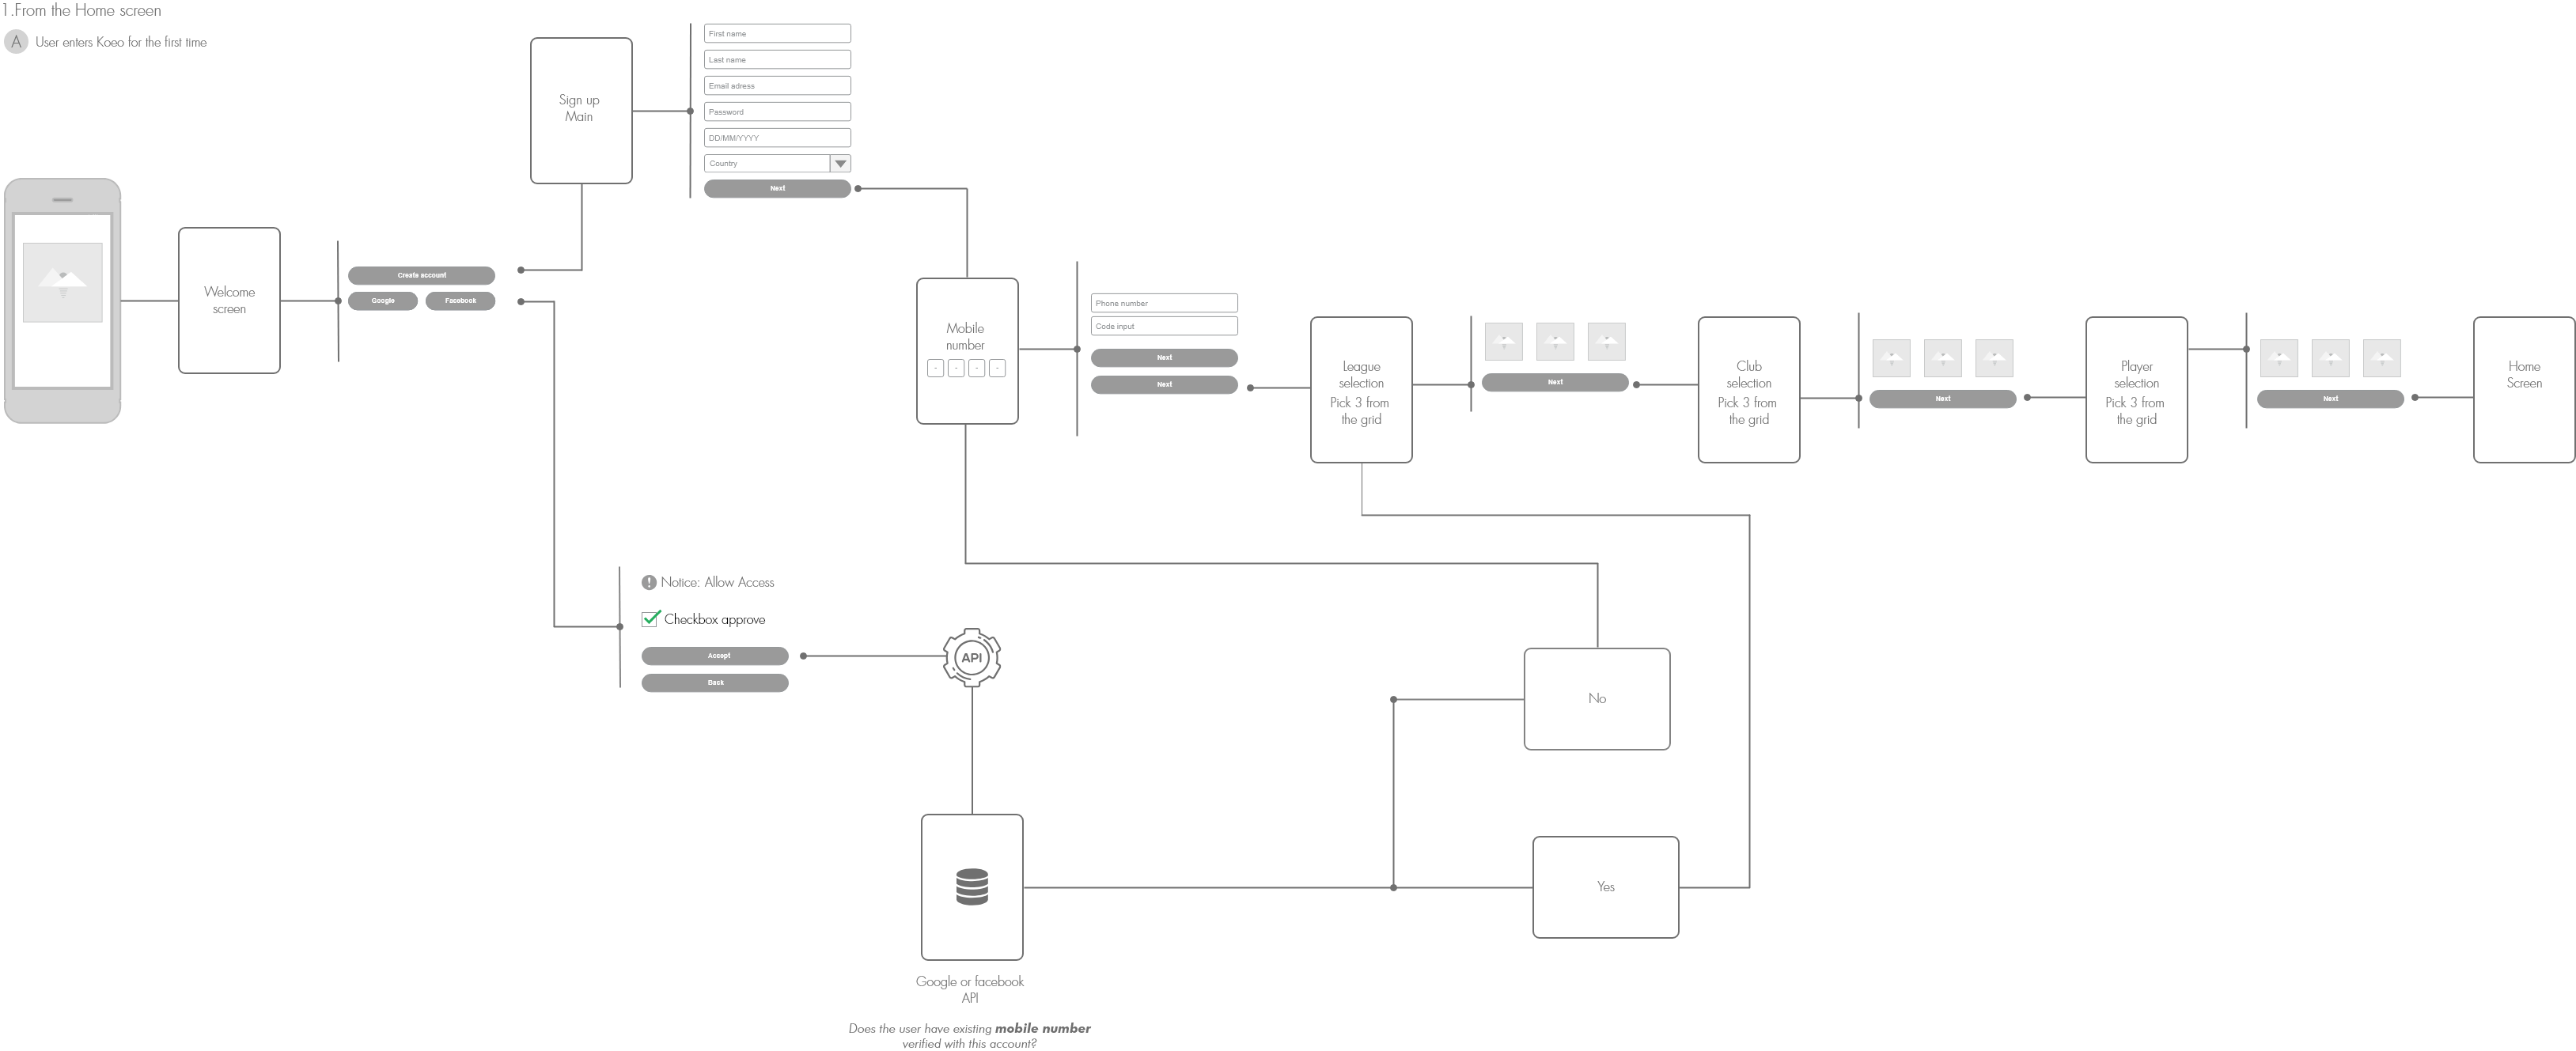 1.From the Home screen
A
User enters Koeo for the first time
Welcome
screen
Create account
Google
Facebook
Sign up
Main
First name
Last name
Email adress
Password
DD/MM/YYYY
Country
Next
Mobile
number
- - - -
Phone number
Code input
Next
Next
League
selection
Pick 3 from
the grid
Next
Club
selection
Pick 3 from
the grid
Next
Player
selection
Pick 3 from
the grid
Next
Home
Screen
Notice: Allow Access
Checkbox approve
Accept
Back
API
No
Yes
Google or facebook
API
Does the user have existing mobile number
verified with this account?